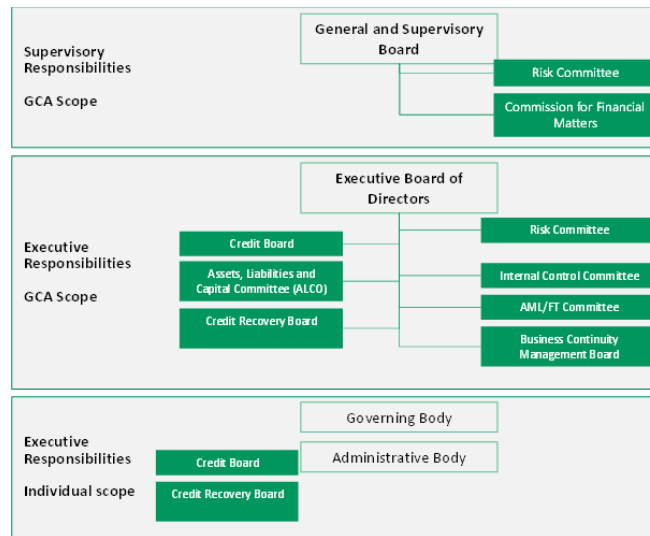 General and Supervisory
Board
Supervisory
Responsibilities
GCA Scope
Risk Committee
Commission for Financial
Matters
Executive Board of
Directors
Executive
Responsibilities
GCA Scope
Credit Board
Assets, Liabilities and
Capital Committee (ALCO)
Credit Recovery Board
Risk Committee
Internal Control Committee
AML/FT Committee
Business Continuity
Management Board
Governing Body
Administrative Body
Executive
Responsibilities
Individual scope
Credit Board
Credit Recovery Board